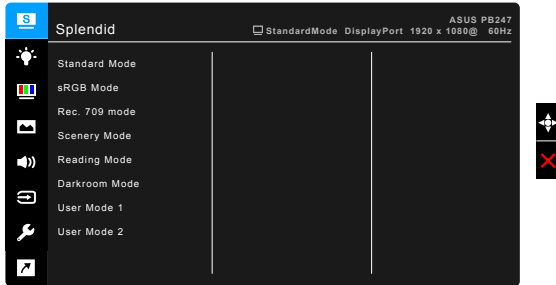 S
ASUS PB247
Splendid
StandardMode DisplayPort 1920 x 1080@ 60Hz
Standard Mode
sRGB Mode
Rec. 709 mode
Scenery Mode
Reading Mode
Darkroom Mode
User Mode 1
User Mode 2